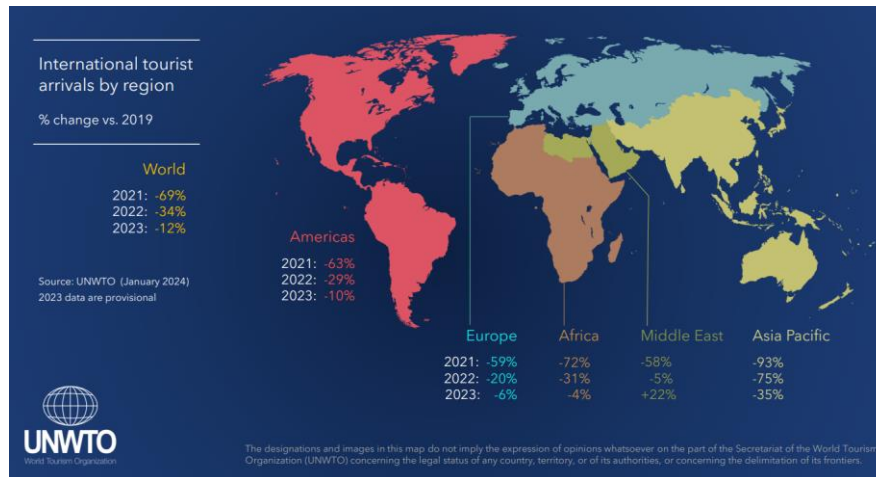 International tourist
arrivals by region
% change vs. 2019
World
2021: -69%
2022: -34%
2023: -12%
Source: UNWTO (January 2024)
2023 data are provisional
Americas
2021: -63%
2022: -29%
2023: -10%
Europe
2021: -59%
2022: -20%
2023: -6%
Africa
-72%
-31%
-4%
Middle East
-58%
-5%
+22%
Asia Pacific
-93%
-75%
-35%
UNWTO
World Tourism Organization
The designations and images in this map do not imply the expression of opinions whatsoever on the part of the Secretariat of the World Tourism
Organization (UNWTO) concerning the legal status of any country, territory, or of its authorities, or concerning the delimitation of its frontiers.